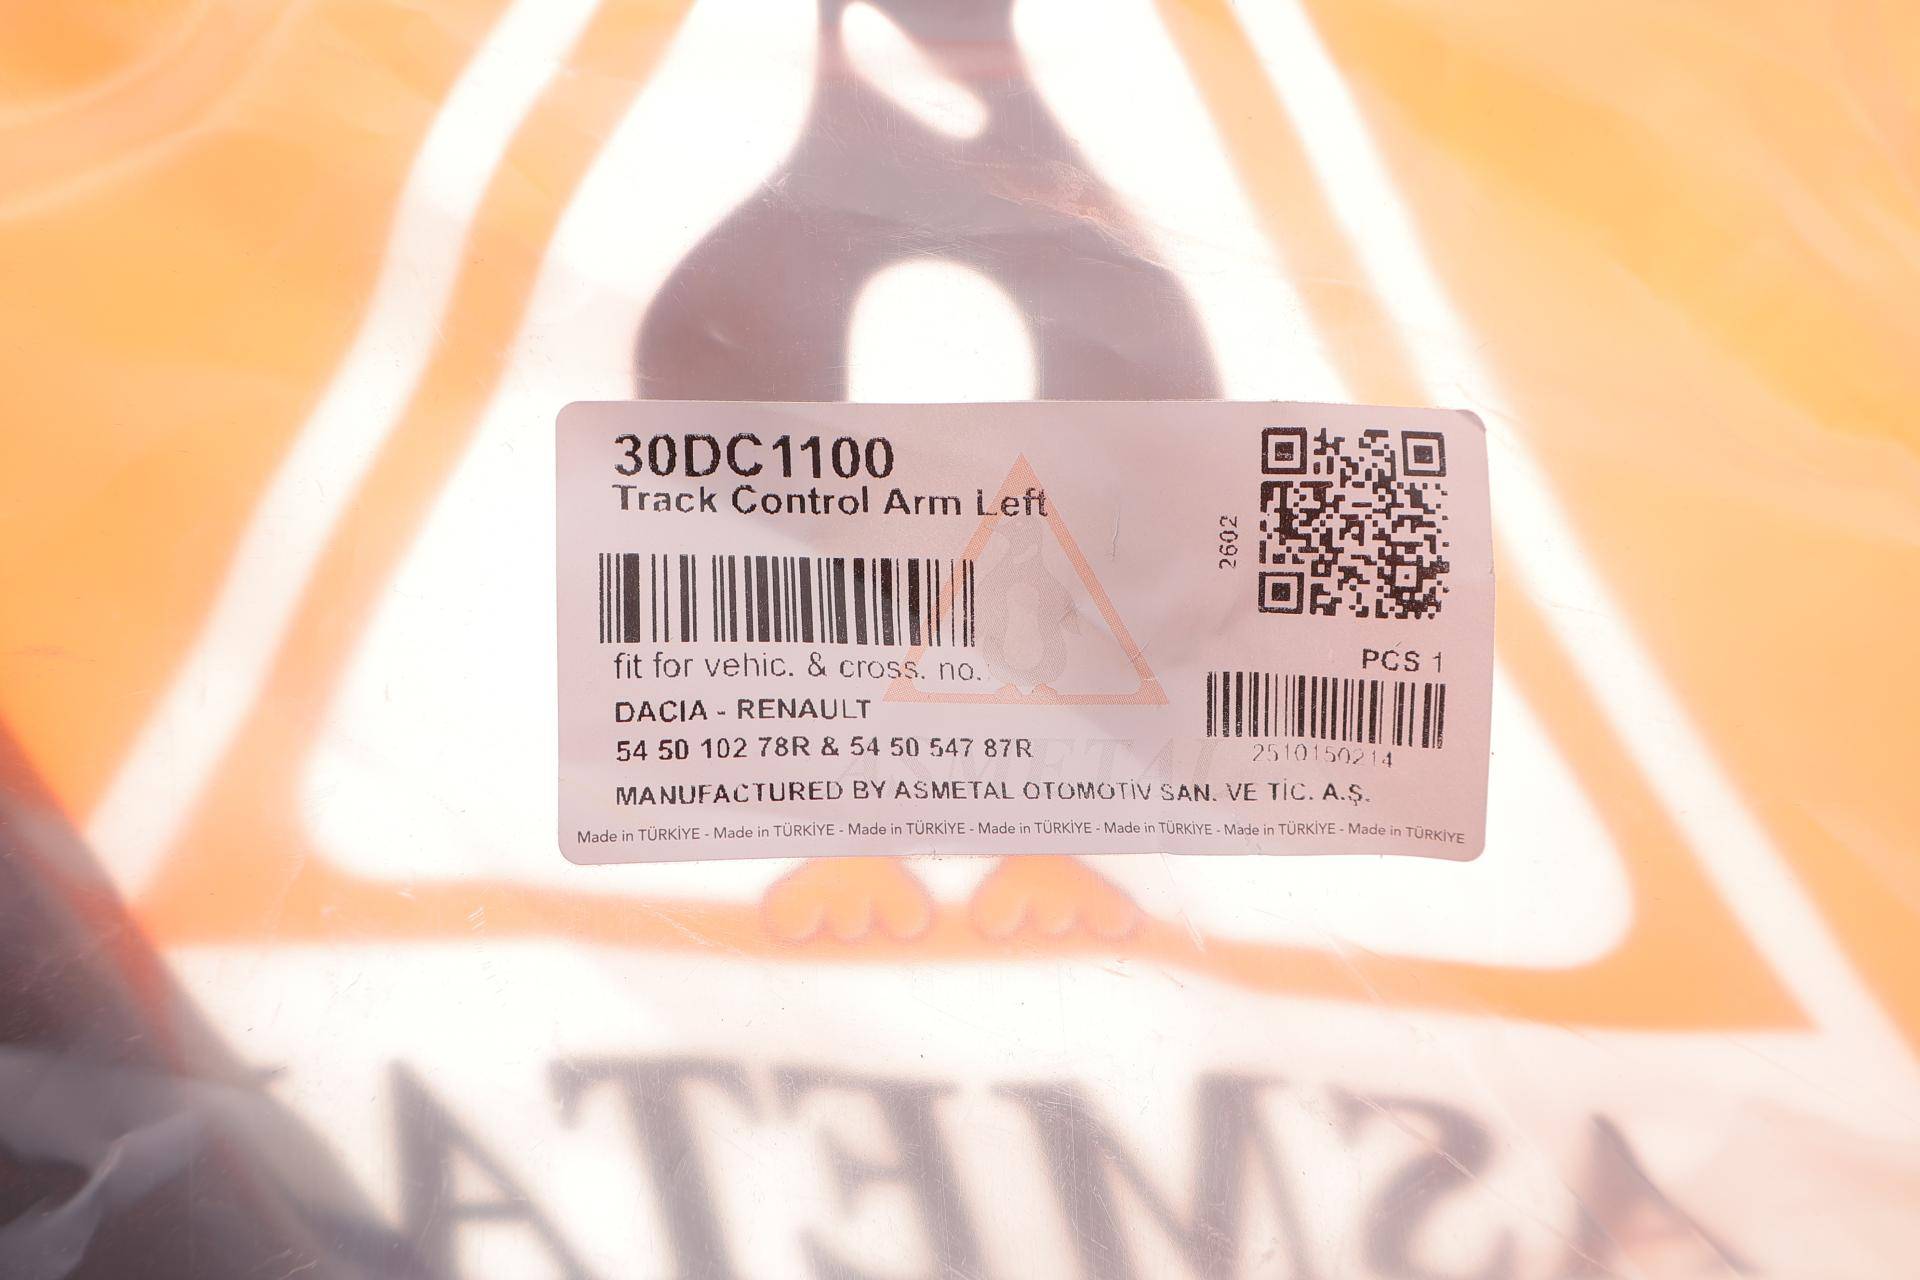 30DC1100
Track Control Arm Left
2602
fit for vehic. & cross. no.:
PCS 1
DACIA - RENAULT
54 50 102 78R & 54 50 547 87R
2510150214
ASMETAL
MANUFACTURED BY ASMETAL OTOMOTİV SAN. VE TİC. A.Ş.
Made in TÜRKİYE - Made in TÜRKİYE - Made in TÜRKİYE - Made in TÜRKİYE - Made in TÜRKİYE - Made in TÜRKİYE - Made in TÜRKİYE
ASMETA